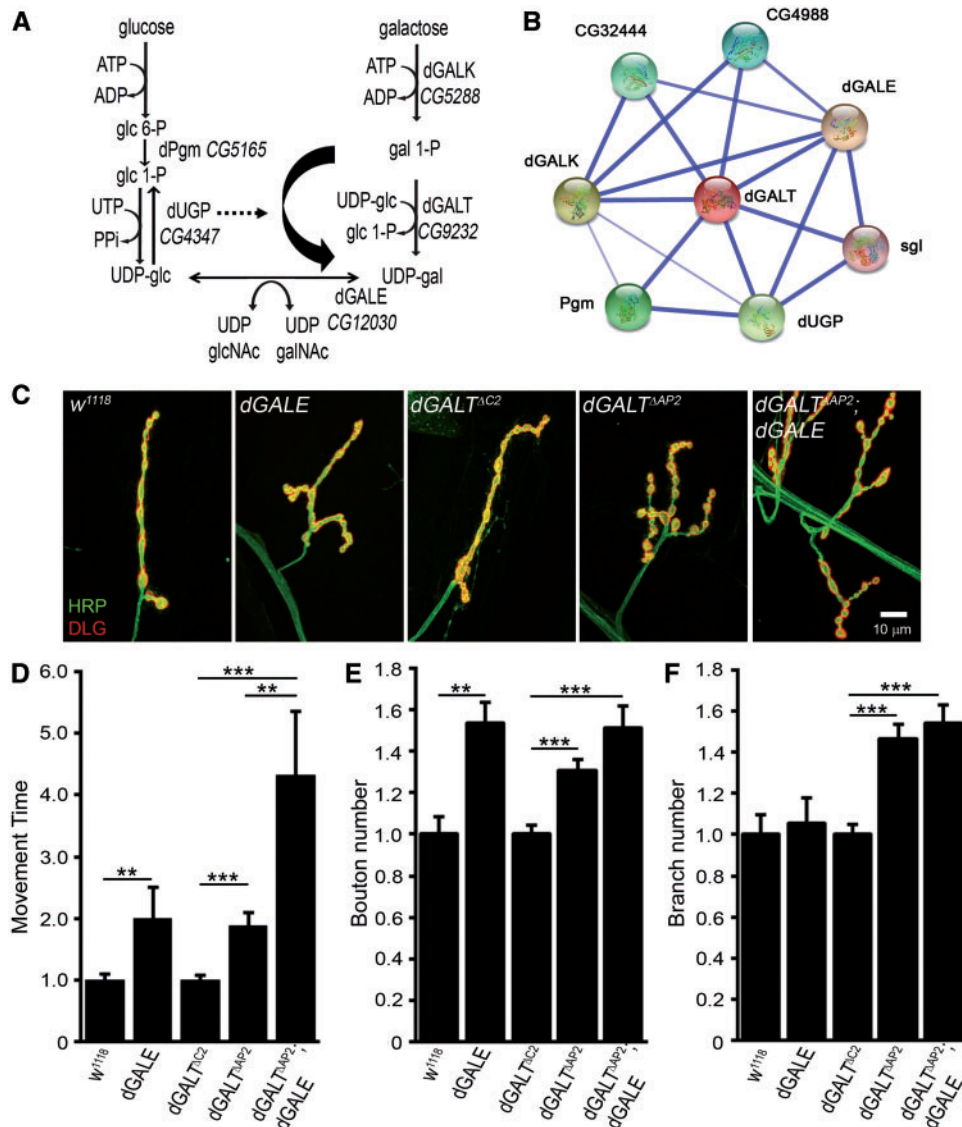 A
glucose
ATP
ADP
glc 6-P
dPgm CG5165
glc 1-P
UTP
PPi
dUGP
CG4347
UDP-glc
galactose
ATP
ADP
dGALK
CG5288
gal 1-P
UDP-glc
glc 1-P
dGALT
CG9232
UDP-gal
dGALE
CG12030
UDP
glcNAc
UDP
galNAc
B
CG32444
CG4988
dGALE
dGALK
dGALT
sgl
Pgm
dUGP
C
w1118
dGALE
dGALTΔC2
dGALTΔAP2
dGALTΔAP2;
dGALE
HRP
DLG
10 μm
D
Movement Time
6.0
5.0
4.0
3.0
2.0
1.0
0
**
***
***
**
w1118
dGALE
dGALTΔC2
dGALTΔAP2
dGALTΔAP2;
dGALE
E
Bouton number
1.8
1.6
1.4
1.2
1.0
0.8
0.6
0.4
0.2
0
**
***
***
w1118
dGALE
dGALTΔC2
dGALTΔAP2
dGALTΔAP2;
dGALE
F
Branch number
1.8
1.6
1.4
1.2
1.0
0.8
0.6
0.4
0.2
0
***
***
w1118
dGALE
dGALTΔC2
dGALTΔAP2
dGALTΔAP2;
dGALE